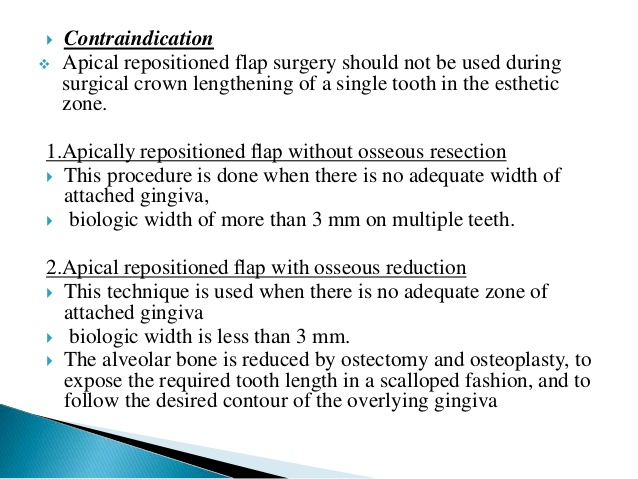 Contraindication
Apical repositioned flap surgery should not be used during
surgical crown lengthening of a single tooth in the esthetic
zone.
1.Apically repositioned flap without osseous resection
This procedure is done when there is no adequate width of
attached gingiva,
biologic width of more than 3 mm on multiple teeth.
2.Apical repositioned flap with osseous reduction
This technique is used when there is no adequate zone of
attached gingiva
biologic width is less than 3 mm.
The alveolar bone is reduced by ostectomy and osteoplasty, to
expose the required tooth length in a scalloped fashion, and to
follow the desired contour of the overlying gingiva